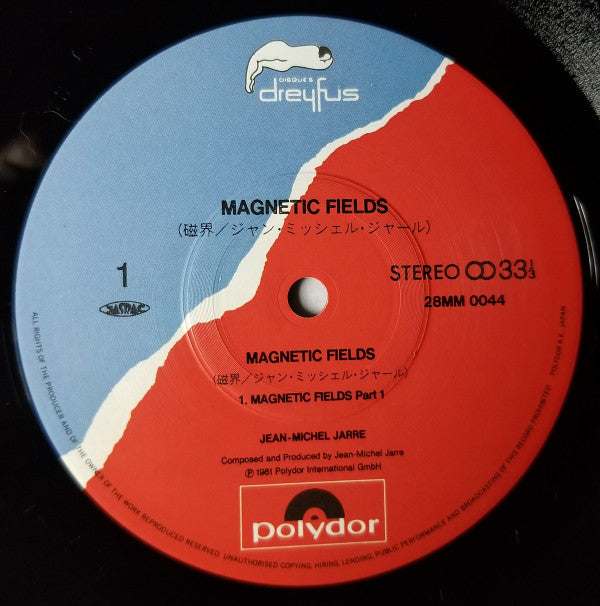 DISQUES
dreyfus
MAGNETIC FIELDS
(磁界/ジャン・ミッシェル・ジャール)
1
JASRAC
STEREO 33 1/3
28MM 0044
MAGNETIC FIELDS
(磁界/ジャン・ミッシェル・ジャール)
1. MAGNETIC FIELDS Part 1
JEAN-MICHEL JARRE
Composed and Produced by Jean-Michel Jarre
Ⓟ 1981 Polydor International GmbH
polydor
ALL RIGHTS OF THE PRODUCER AND OF THE OWNER OF THE WORK REPRODUCED RESERVED. UNAUTHORISED COPYING, HIRING, LENDING, PUBLIC PERFORMANCE AND BROADCASTING OF THIS RECORD PROHIBITED. POLYDOR K.K., JAPAN